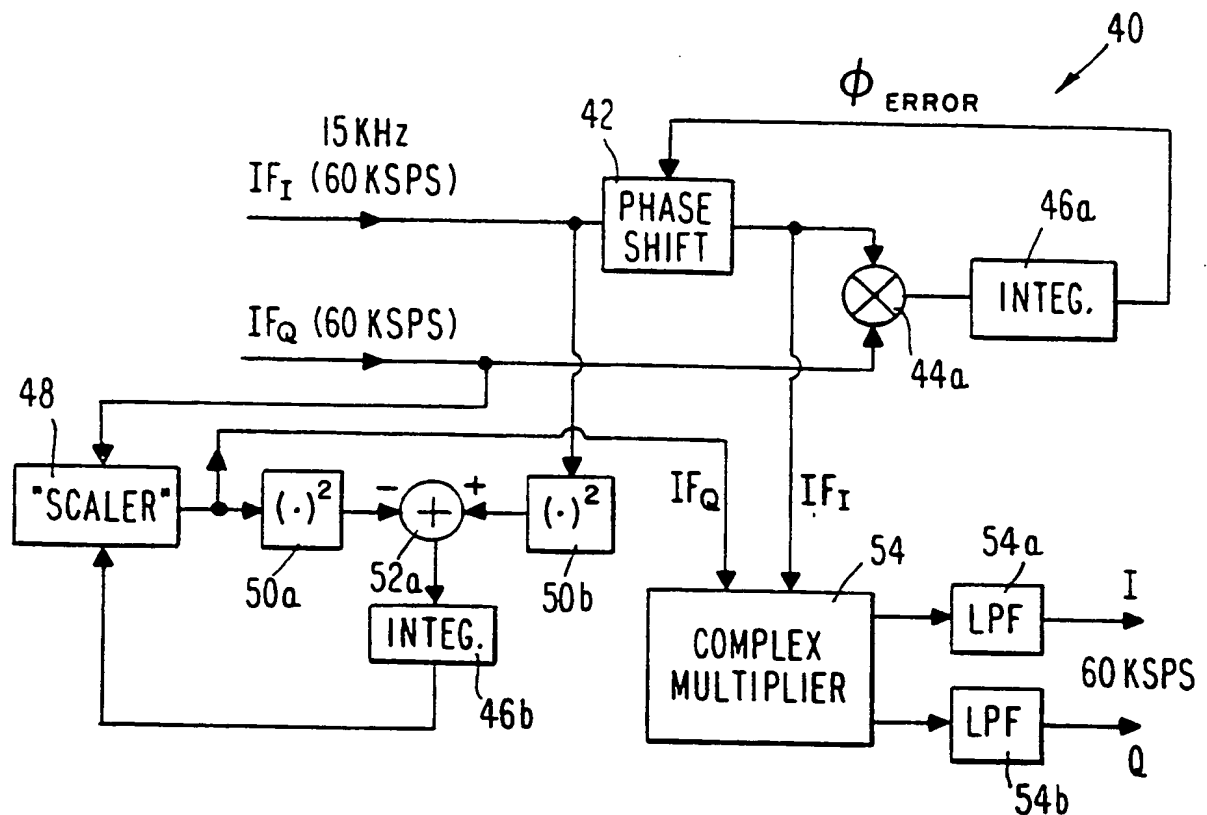 40
ϕ ERROR
42
15 KHz
IF_I (60 KSPS)
PHASE
SHIFT
46a
INTEG.
IF_Q (60 KSPS)
44a
48
"SCALER"
(·)²
−
+
+
(·)²
IF_Q
IF_I
50a
52a
50b
54
54a
I
INTEG.
46b
COMPLEX
MULTIPLIER
LPF
60 KSPS
LPF
Q
54b